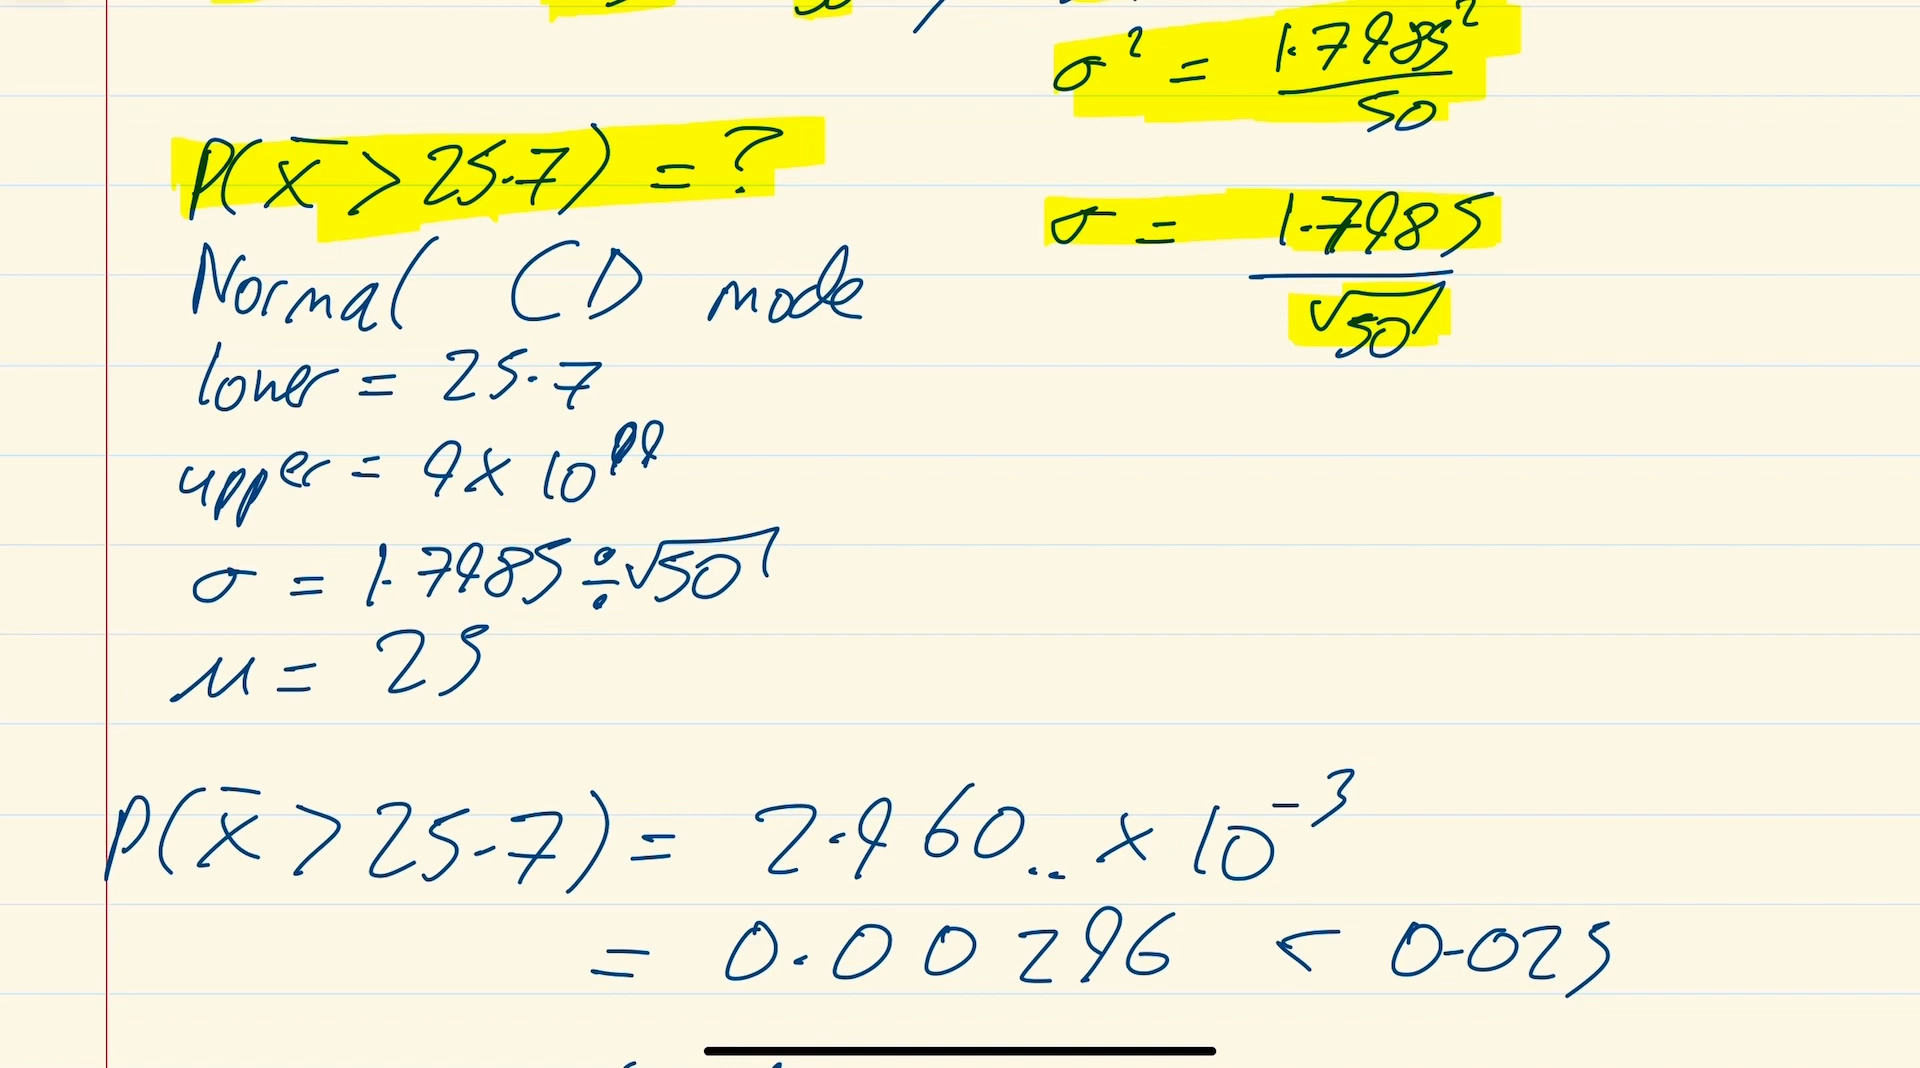 σ² = 1.7985² / 50
P(x̄ > 25.7) = ?
σ = 1.7985 / √50
Normal CD mode
lower = 25.7
upper = 9 × 10⁹⁹
σ = 1.7985 ÷ √50
μ = 25
P(x̄ > 25.7) = 2.960.. × 10⁻³
= 0.00296 < 0.025